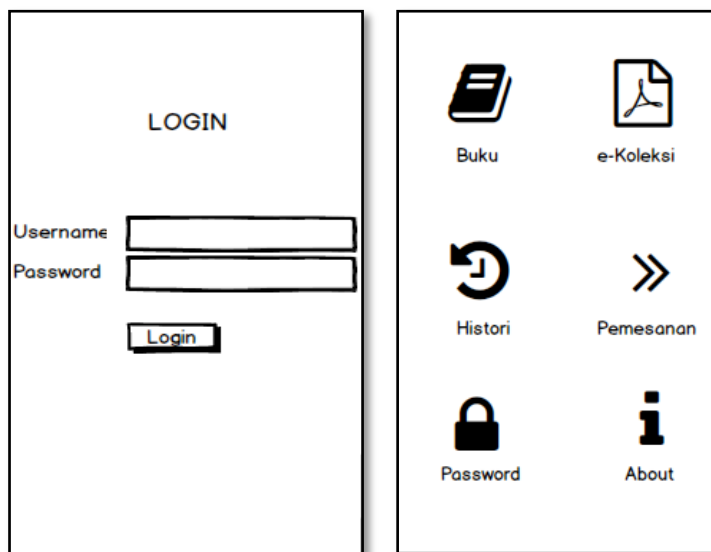 LOGIN
Username
Password
Login
Buku
e-Koleksi
Histori
Pemesanan
Password
About